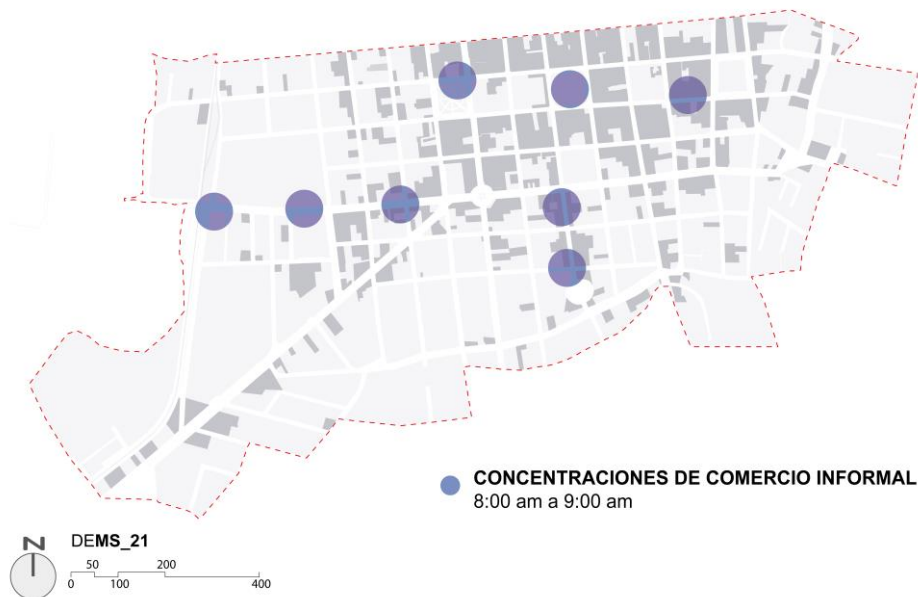 CONCENTRACIONES DE COMERCIO INFORMAL
8:00 am a 9:00 am
N
DEMS_21
50 200
0 100 400